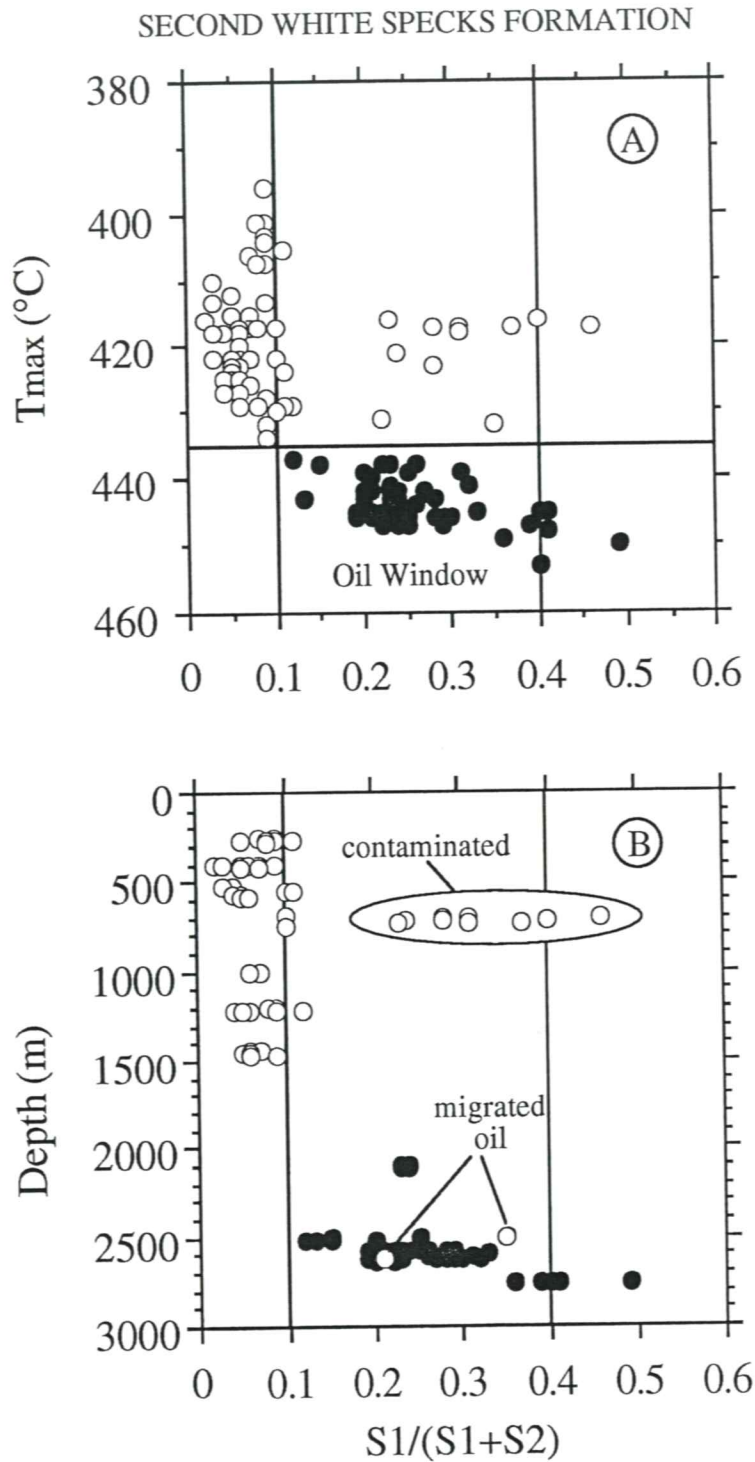 SECOND WHITE SPECKS FORMATION
380
400
420
440
460
Tmax (°C)
A
Oil Window
0
0.1
0.2
0.3
0.4
0.5
0.6
0
500
1000
1500
2000
2500
3000
Depth (m)
B
contaminated
migrated
oil
0
0.1
0.2
0.3
0.4
0.5
0.6
S1/(S1+S2)